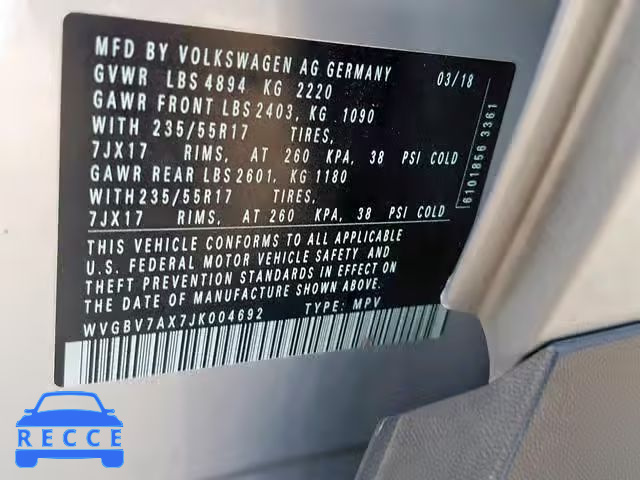 MFD BY VOLKSWAGEN AG GERMANY 03/18
GVWR LBS 4894 KG 2220
GAWR FRONT LBS 2403, KG 1090
WITH 235/55R17 TIRES,
7JX17 RIMS, AT 260 KPA, 38 PSI COLD
GAWR REAR LBS 2601, KG 1180
WITH 235/55R17 TIRES,
7JX17 RIMS, AT 260 KPA, 38 PSI COLD
THIS VEHICLE CONFORMS TO ALL APPLICABLE
U.S. FEDERAL MOTOR VEHICLE SAFETY AND
THEFT PREVENTION STANDARDS IN EFFECT ON
THE DATE OF MANUFACTURE SHOWN ABOVE.
WVGBV7AX7JK004692 TYPE: MPV
6101856 3361
RECCE